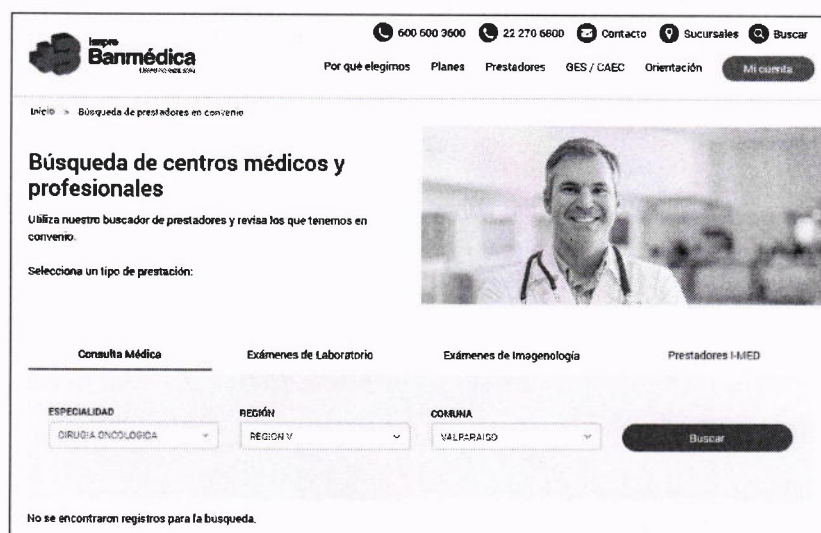 600 600 3600 22 270 6800 Contacto Sucursales Buscar
Isapre
Banmédica
Por qué elegirnos Planes Prestadores GES / CAEC Orientación Mi cuenta
Inicio > Búsqueda de prestadores en convenio
Búsqueda de centros médicos y
profesionales
Utiliza nuestro buscador de prestadores y revisa los que tenemos en
convenio.
Selecciona un tipo de prestación:
Consulta Médica Exámenes de Laboratorio Exámenes de Imagenología Prestadores I-MED
ESPECIALIDAD REGIÓN COMUNA
CIRUGIA ONCOLOGICA REGION V VALPARAISO Buscar
No se encontraron registros para la busqueda.